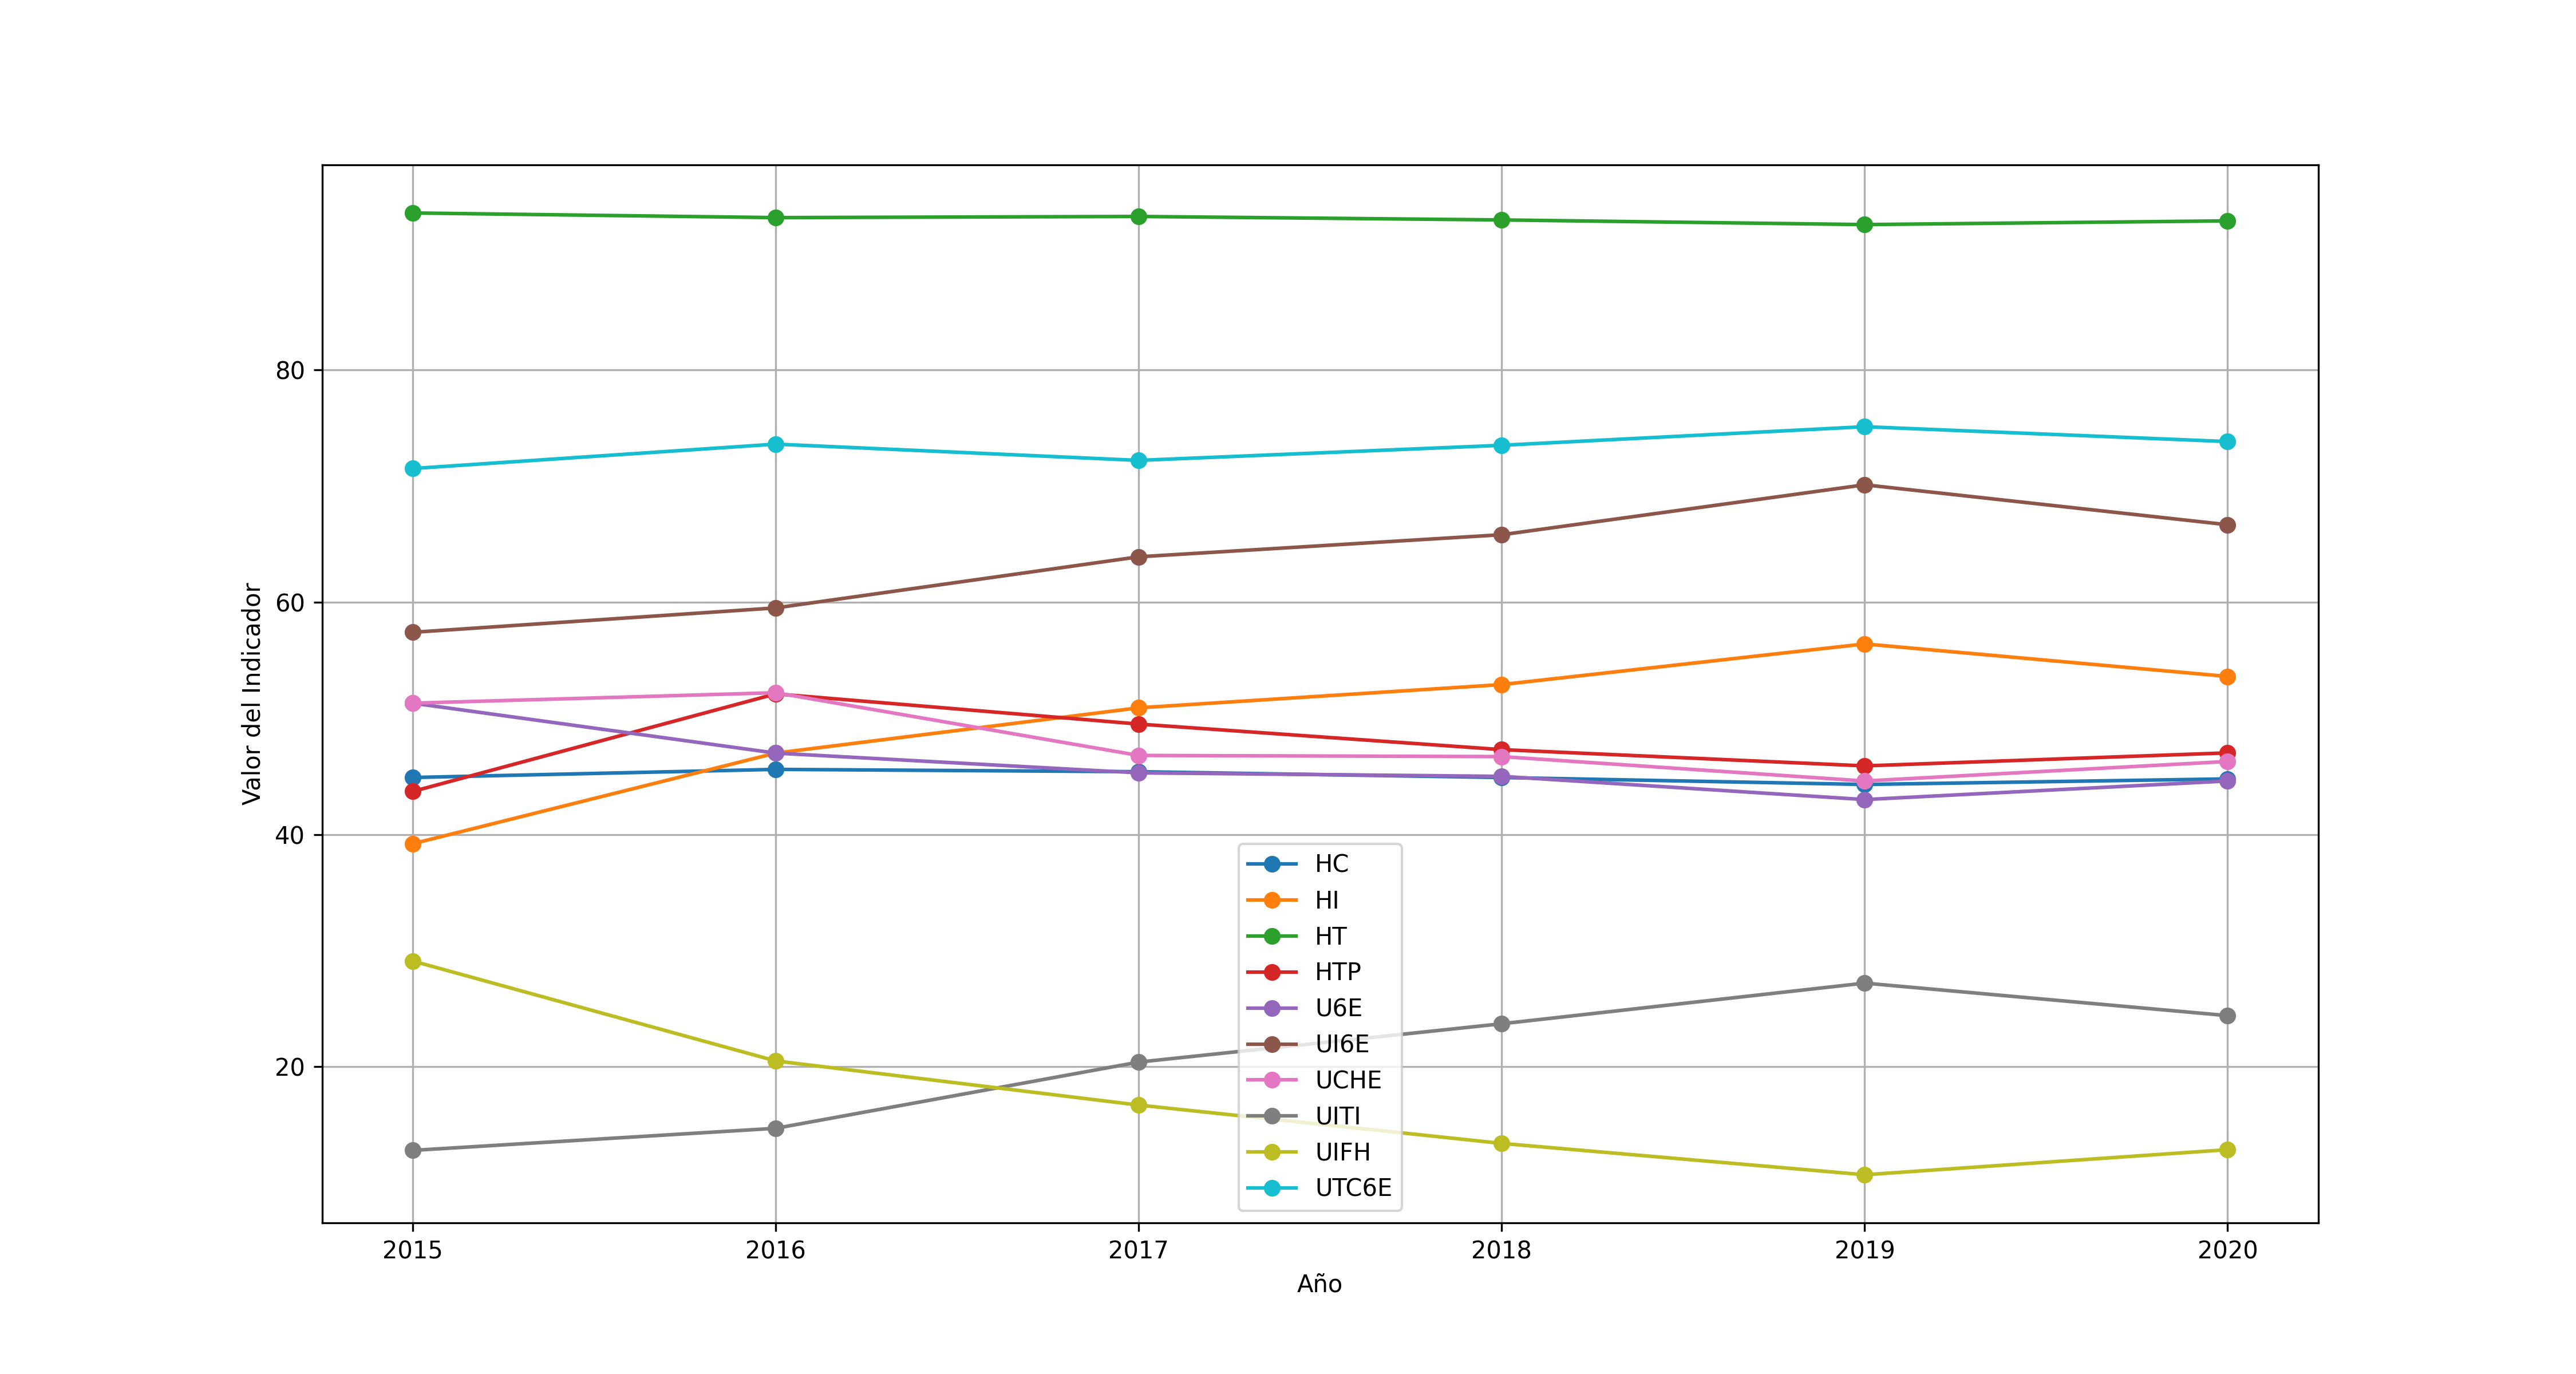 80
60
40
20
Valor del Indicador
HC
HI
HT
HTP
U6E
UI6E
UCHE
UITI
UIFH
UTC6E
2015 2016 2017 2018 2019 2020
Año